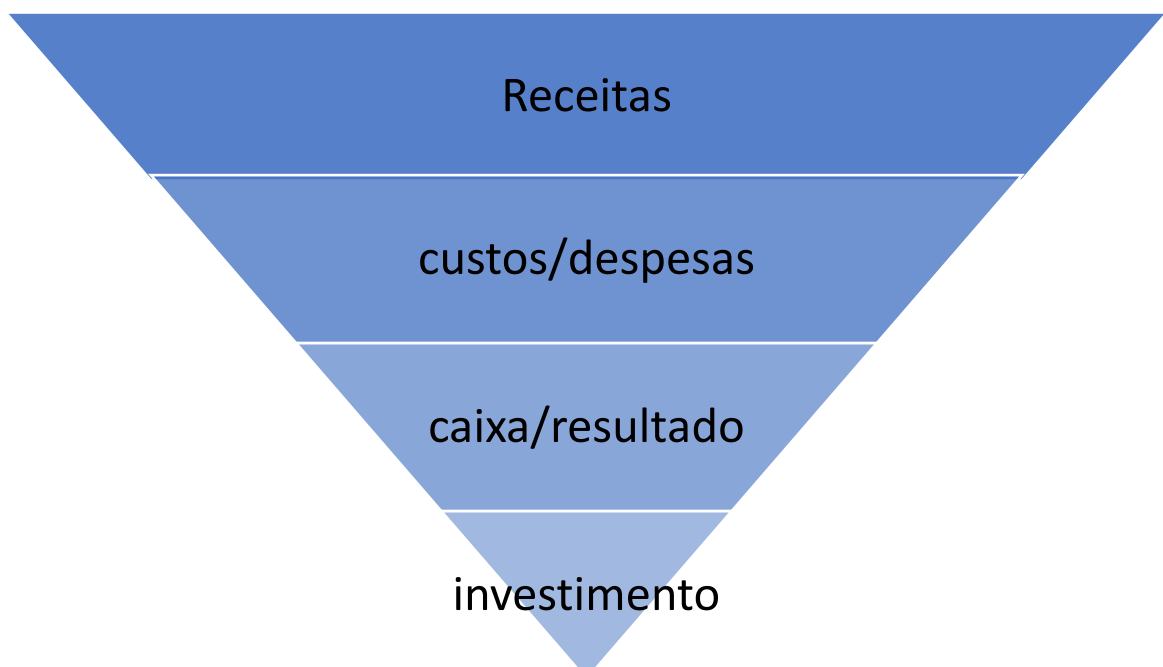 Receitas
custos/despesas
caixa/resultado
investimento